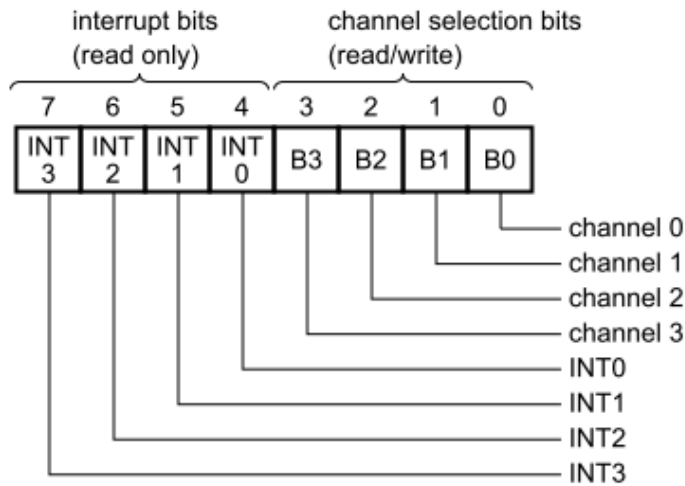 interrupt bits channel selection bits
(read only) (read/write)
7 6 5 4 3 2 1 0
INT INT INT INT B3 B2 B1 B0
3 2 1 0
channel 0
channel 1
channel 2
channel 3
INT0
INT1
INT2
INT3